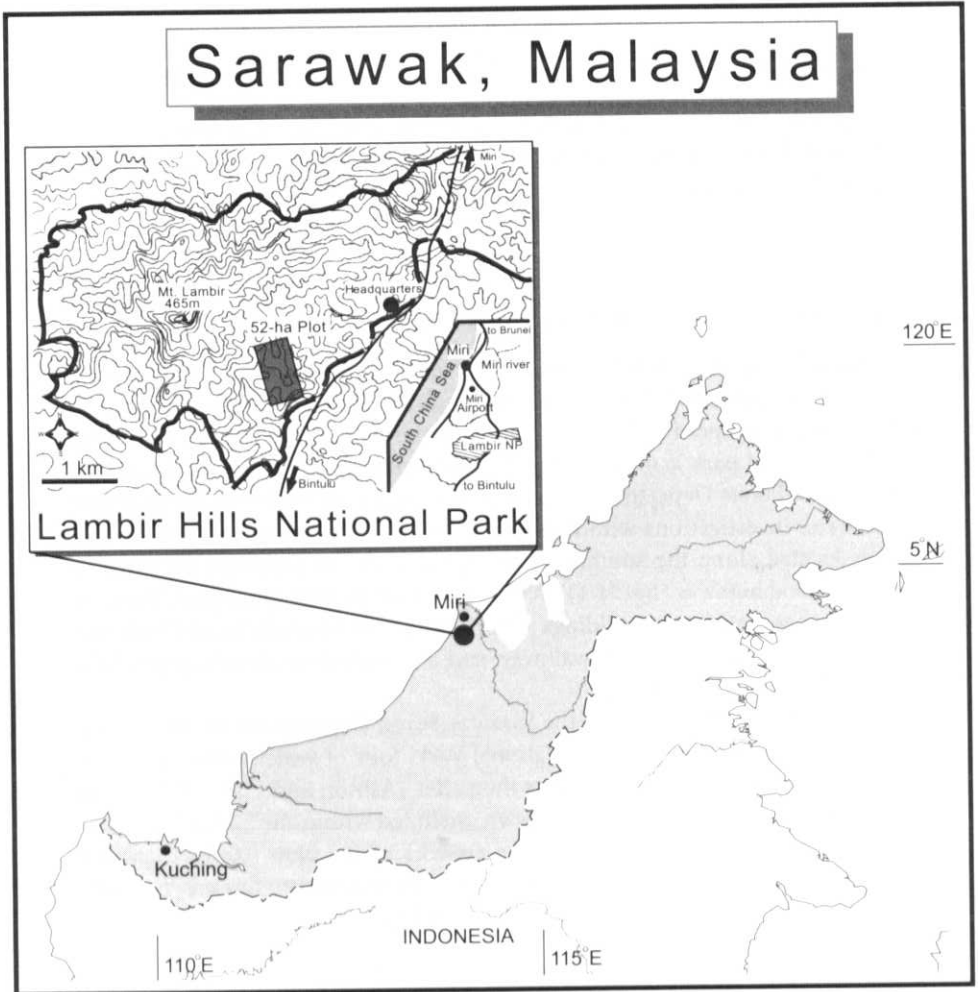 Sarawak, Malaysia
Miri
Mt. Lambir
465m
Headquarters
52-ha Plot
to Brunei
Miri
Miri river
South China Sea
Miri
Airport
Lambir NP
1 km
Bintulu
to Bintulu
Lambir Hills National Park
120°E
5°N
Miri
Kuching
INDONESIA
110°E
115°E